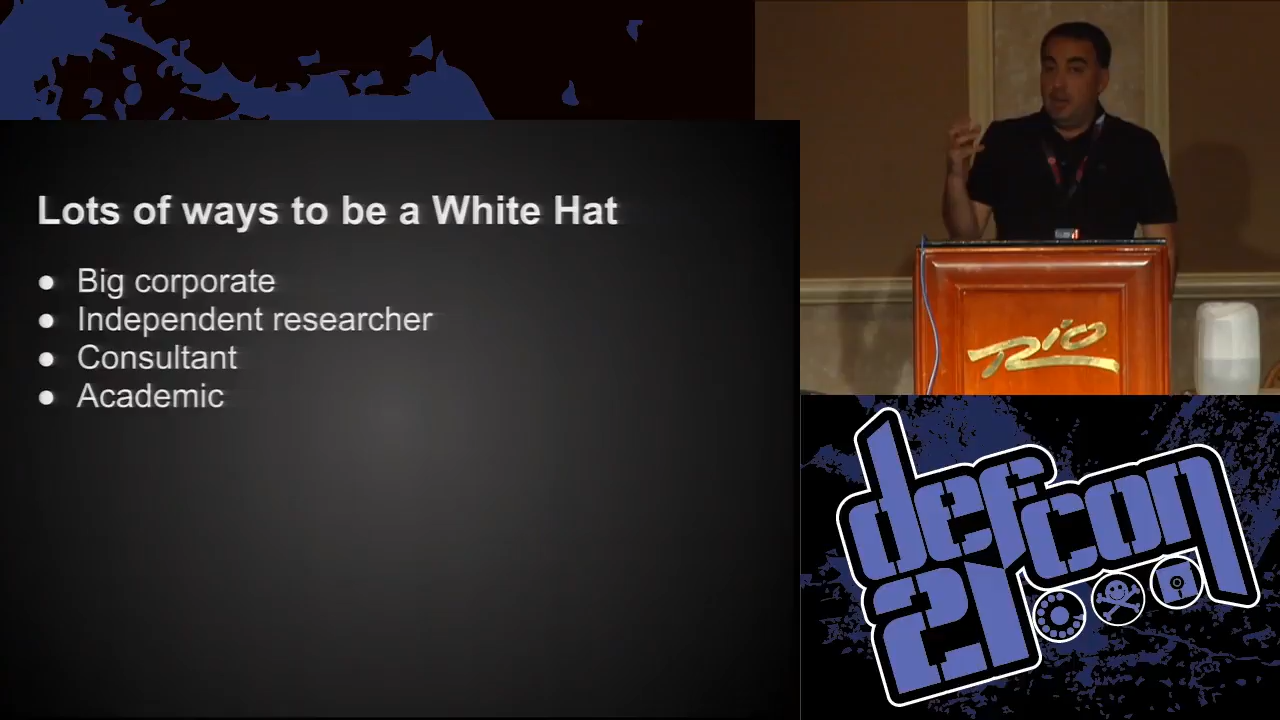 Lots of ways to be a White Hat
● Big corporate
● Independent researcher
● Consultant
● Academic
Rio
defcon
21